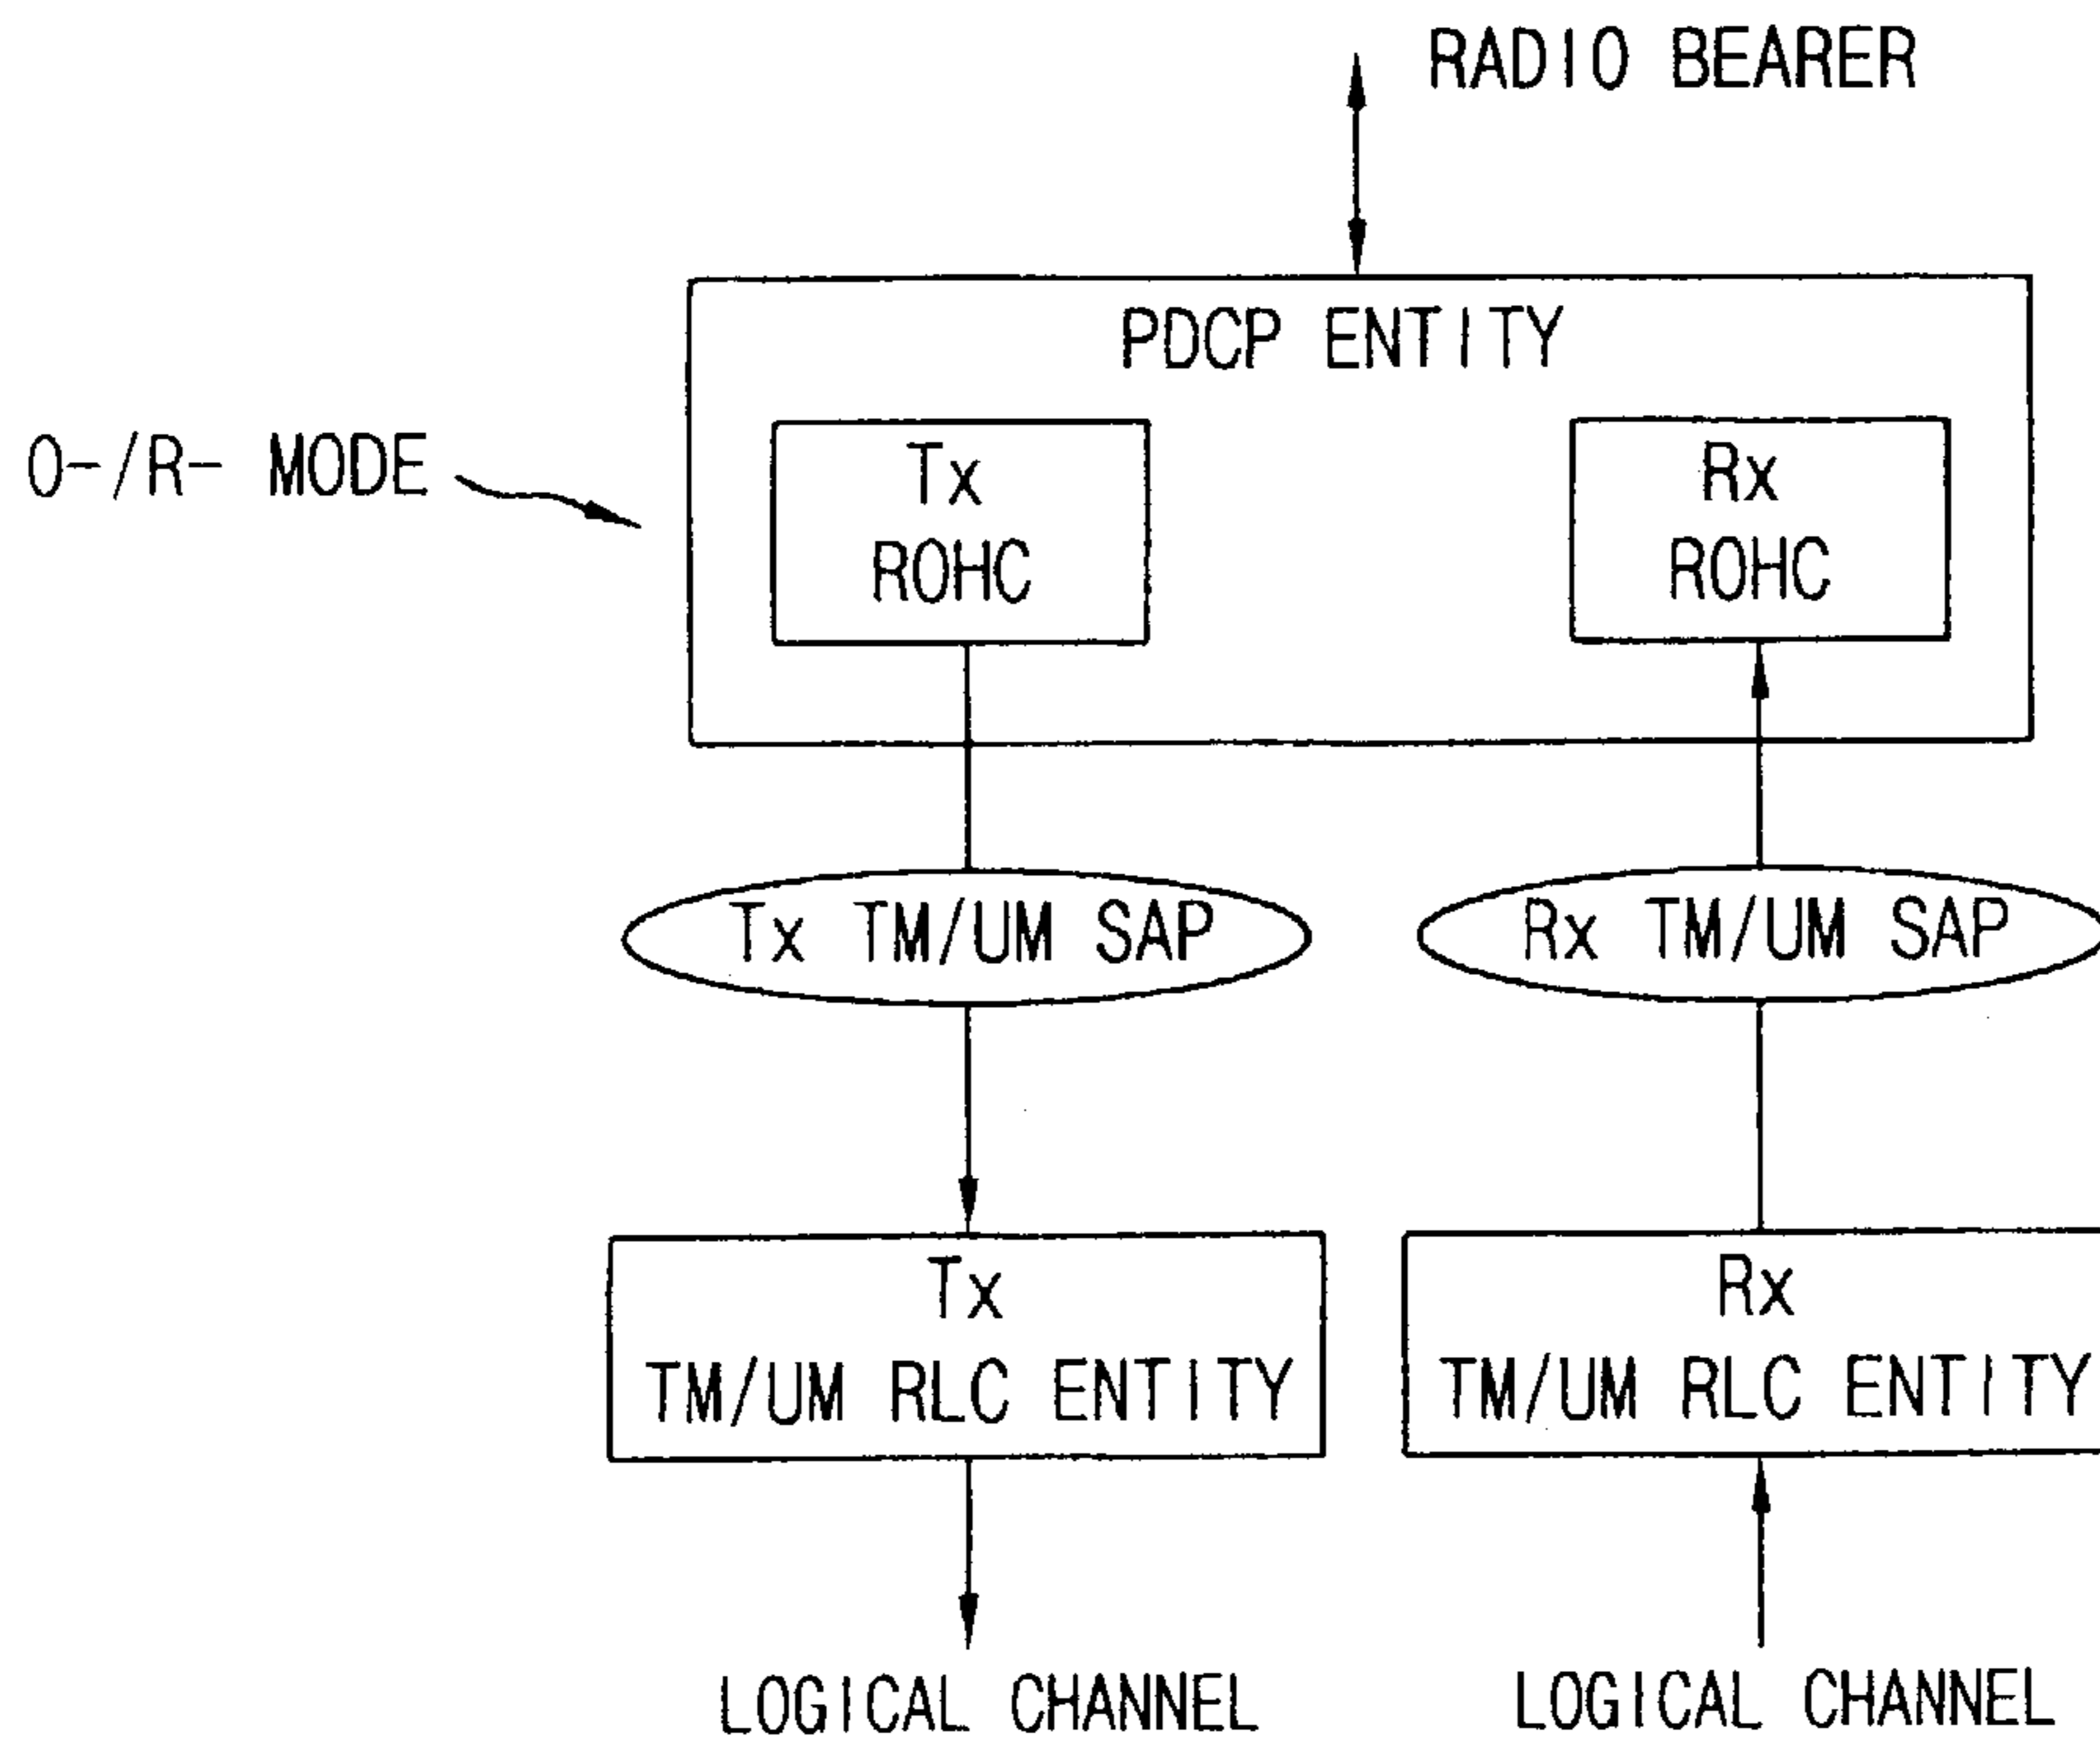 RADIO BEARER
PDCP ENTITY
O-/R- MODE
Tx
ROHC
Rx
ROHC
Tx TM/UM SAP
Rx TM/UM SAP
Tx
TM/UM RLC ENTITY
Rx
TM/UM RLC ENTITY
LOGICAL CHANNEL
LOGICAL CHANNEL